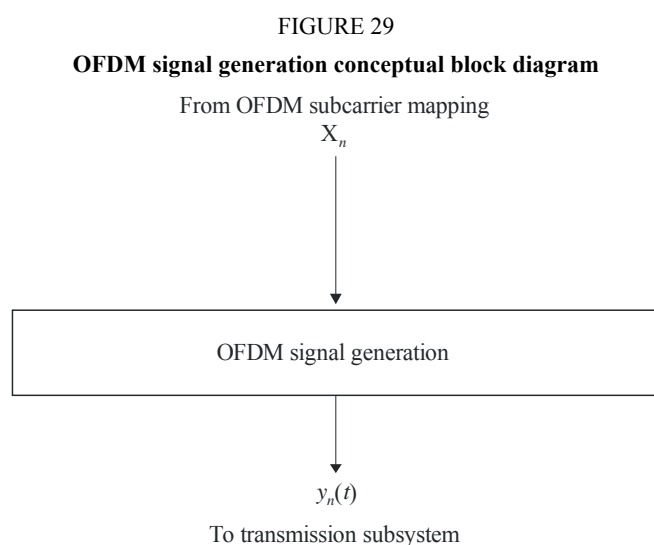 FIGURE 29
OFDM signal generation conceptual block diagram
From OFDM subcarrier mapping
Xn
OFDM signal generation
yn(t)
To transmission subsystem